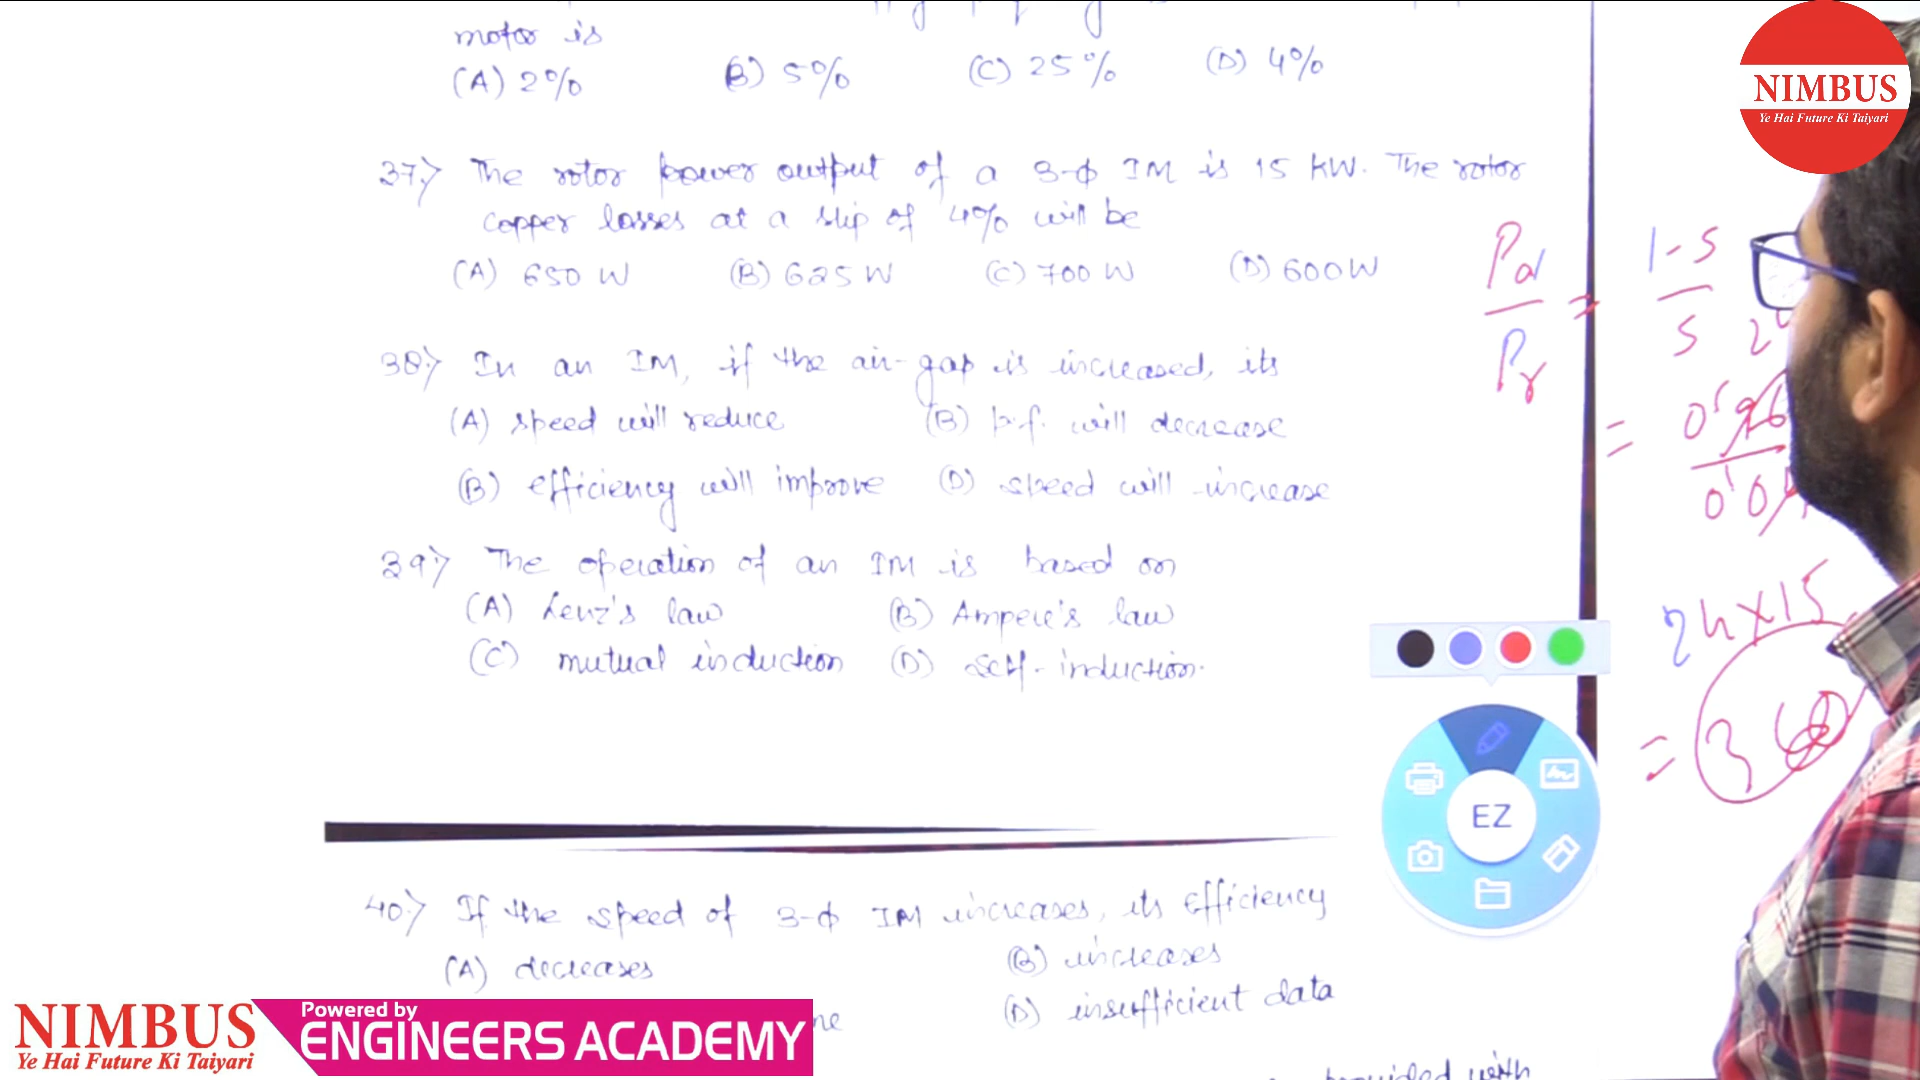 motor is
(A) 2% (B) 5% (C) 25% (D) 4%
37.) The rotor power output of a 3-ϕ IM is 15 kW. The rotor
copper losses at a slip of 4% will be
(A) 650 W (B) 625 W (C) 700 W (D) 600W
38.) In an IM, if the air-gap is increased, its
(A) speed will reduce (B) p.f. will decrease
(B) efficiency will improve (D) speed will increase
39.) The operation of an IM is based on
(A) Lenz's law (B) Ampere's law
(C) mutual induction (D) self-induction.
40.) If the speed of 3-ϕ IM increases, its efficiency
(A) decreases (B) increases
(D) insufficient data
provided with
1-S
=
S
=
24×15
=
EZ
NIMBUS
Ye Hai Future Ki Taiyari
NIMBUS
Ye Hai Future Ki Taiyari
Powered by
ENGINEERS ACADEMY